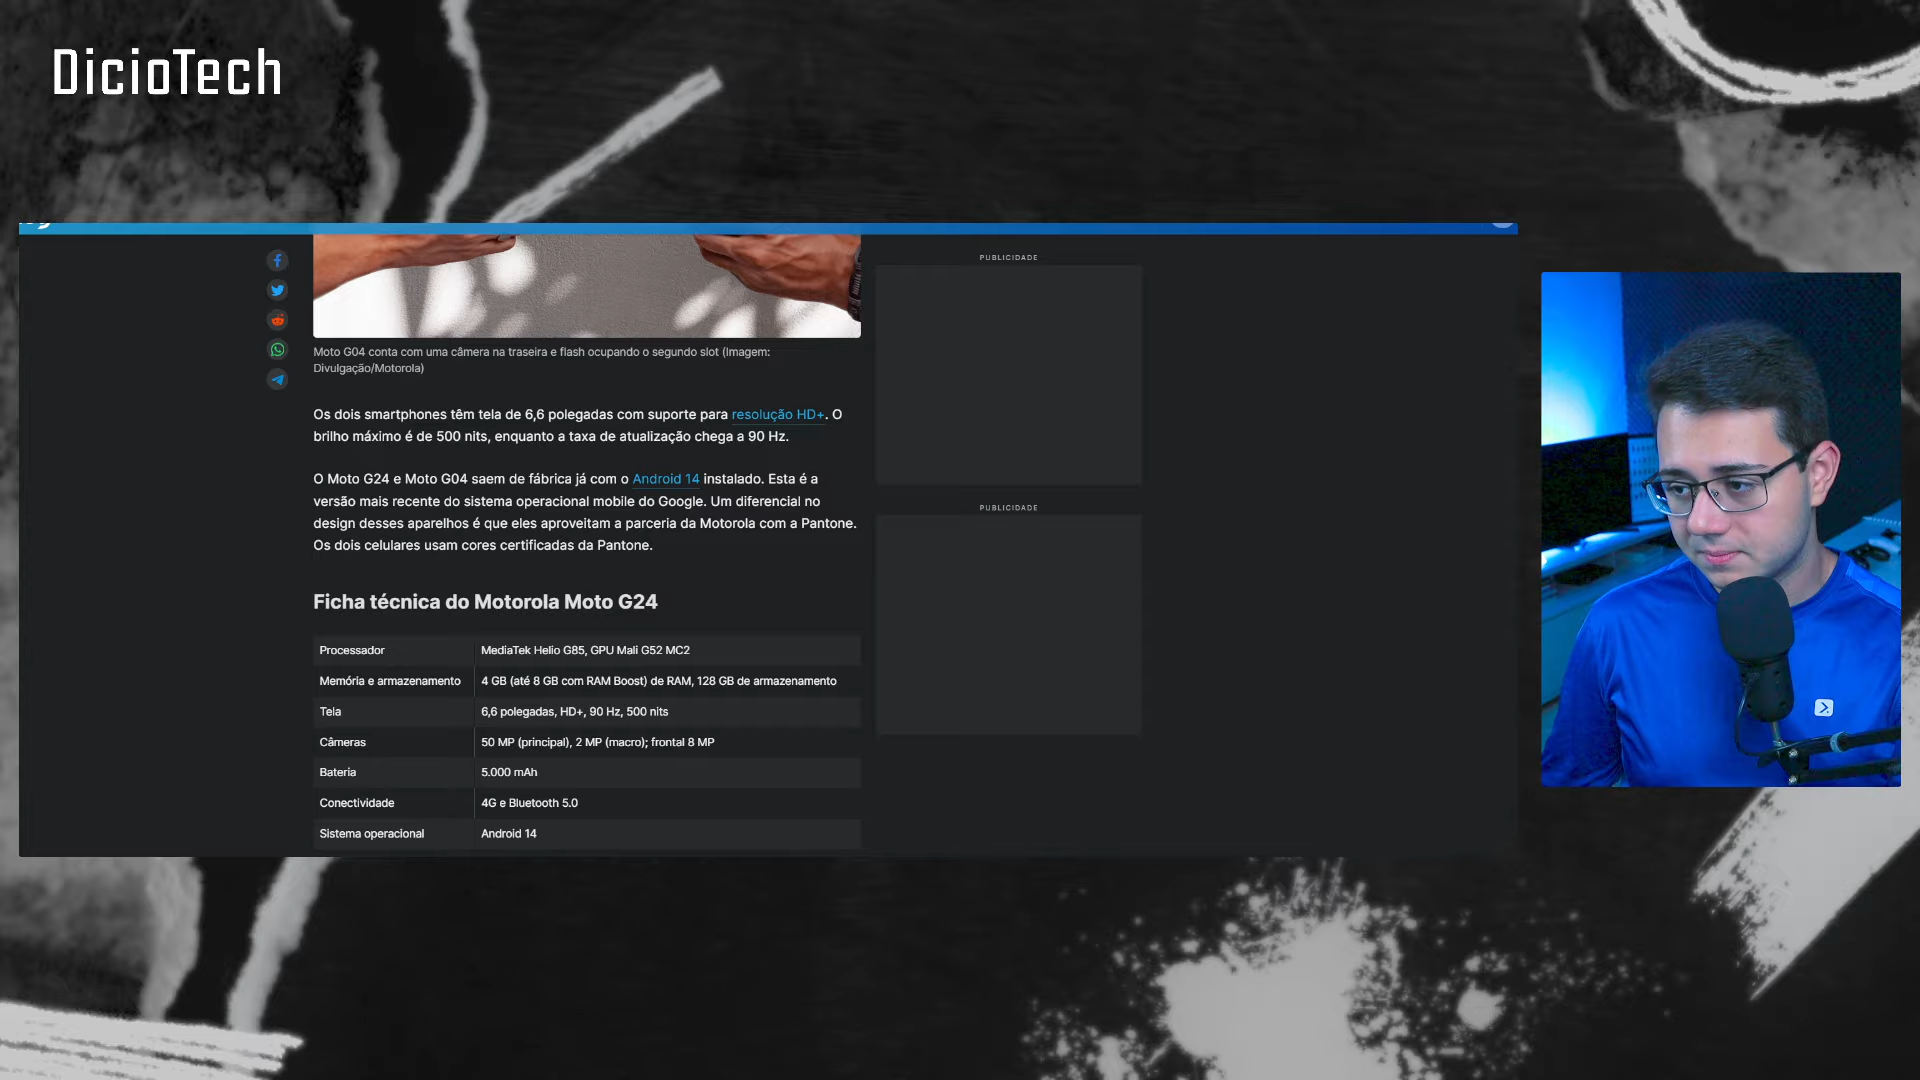 DicioTech
PUBLICIDADE
Moto G04 conta com uma câmera na traseira e flash ocupando o segundo slot (Imagem:
Divulgação/Motorola)
Os dois smartphones têm tela de 6,6 polegadas com suporte para resolução HD+. O
brilho máximo é de 500 nits, enquanto a taxa de atualização chega a 90 Hz.
O Moto G24 e Moto G04 saem de fábrica já com o Android 14 instalado. Esta é a
versão mais recente do sistema operacional mobile do Google. Um diferencial no
design desses aparelhos é que eles aproveitam a parceria da Motorola com a Pantone.
Os dois celulares usam cores certificadas da Pantone.
PUBLICIDADE
Ficha técnica do Motorola Moto G24
Processador MediaTek Helio G85, GPU Mali G52 MC2
Memória e armazenamento 4 GB (até 8 GB com RAM Boost) de RAM, 128 GB de armazenamento
Tela 6,6 polegadas, HD+, 90 Hz, 500 nits
Câmeras 50 MP (principal), 2 MP (macro); frontal 8 MP
Bateria 5.000 mAh
Conectividade 4G e Bluetooth 5.0
Sistema operacional Android 14